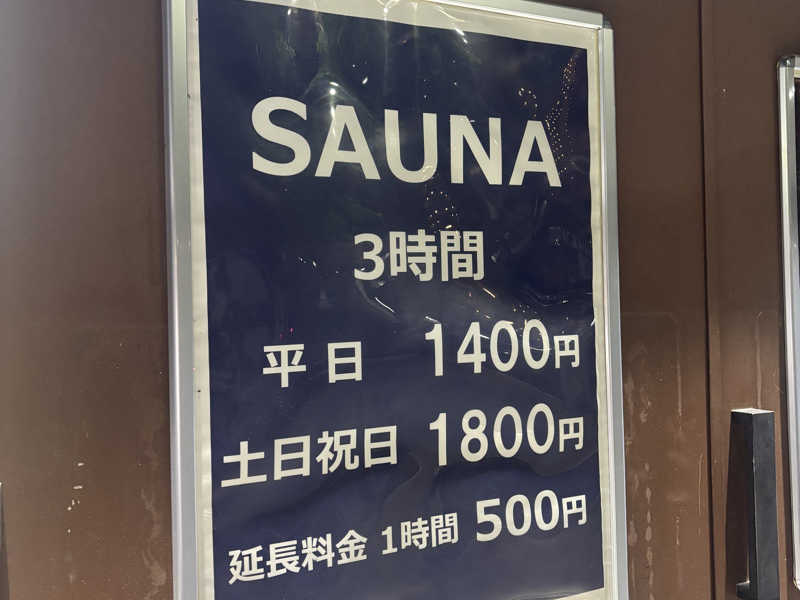 SAUNA
3時間
平日 1400円
土日祝日 1800円
延長料金 1時間 500円